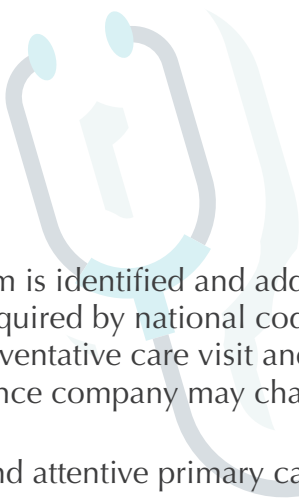 m is identified and add
quired by national cod
ventative care visit and
nce company may cha
nd attentive primary ca